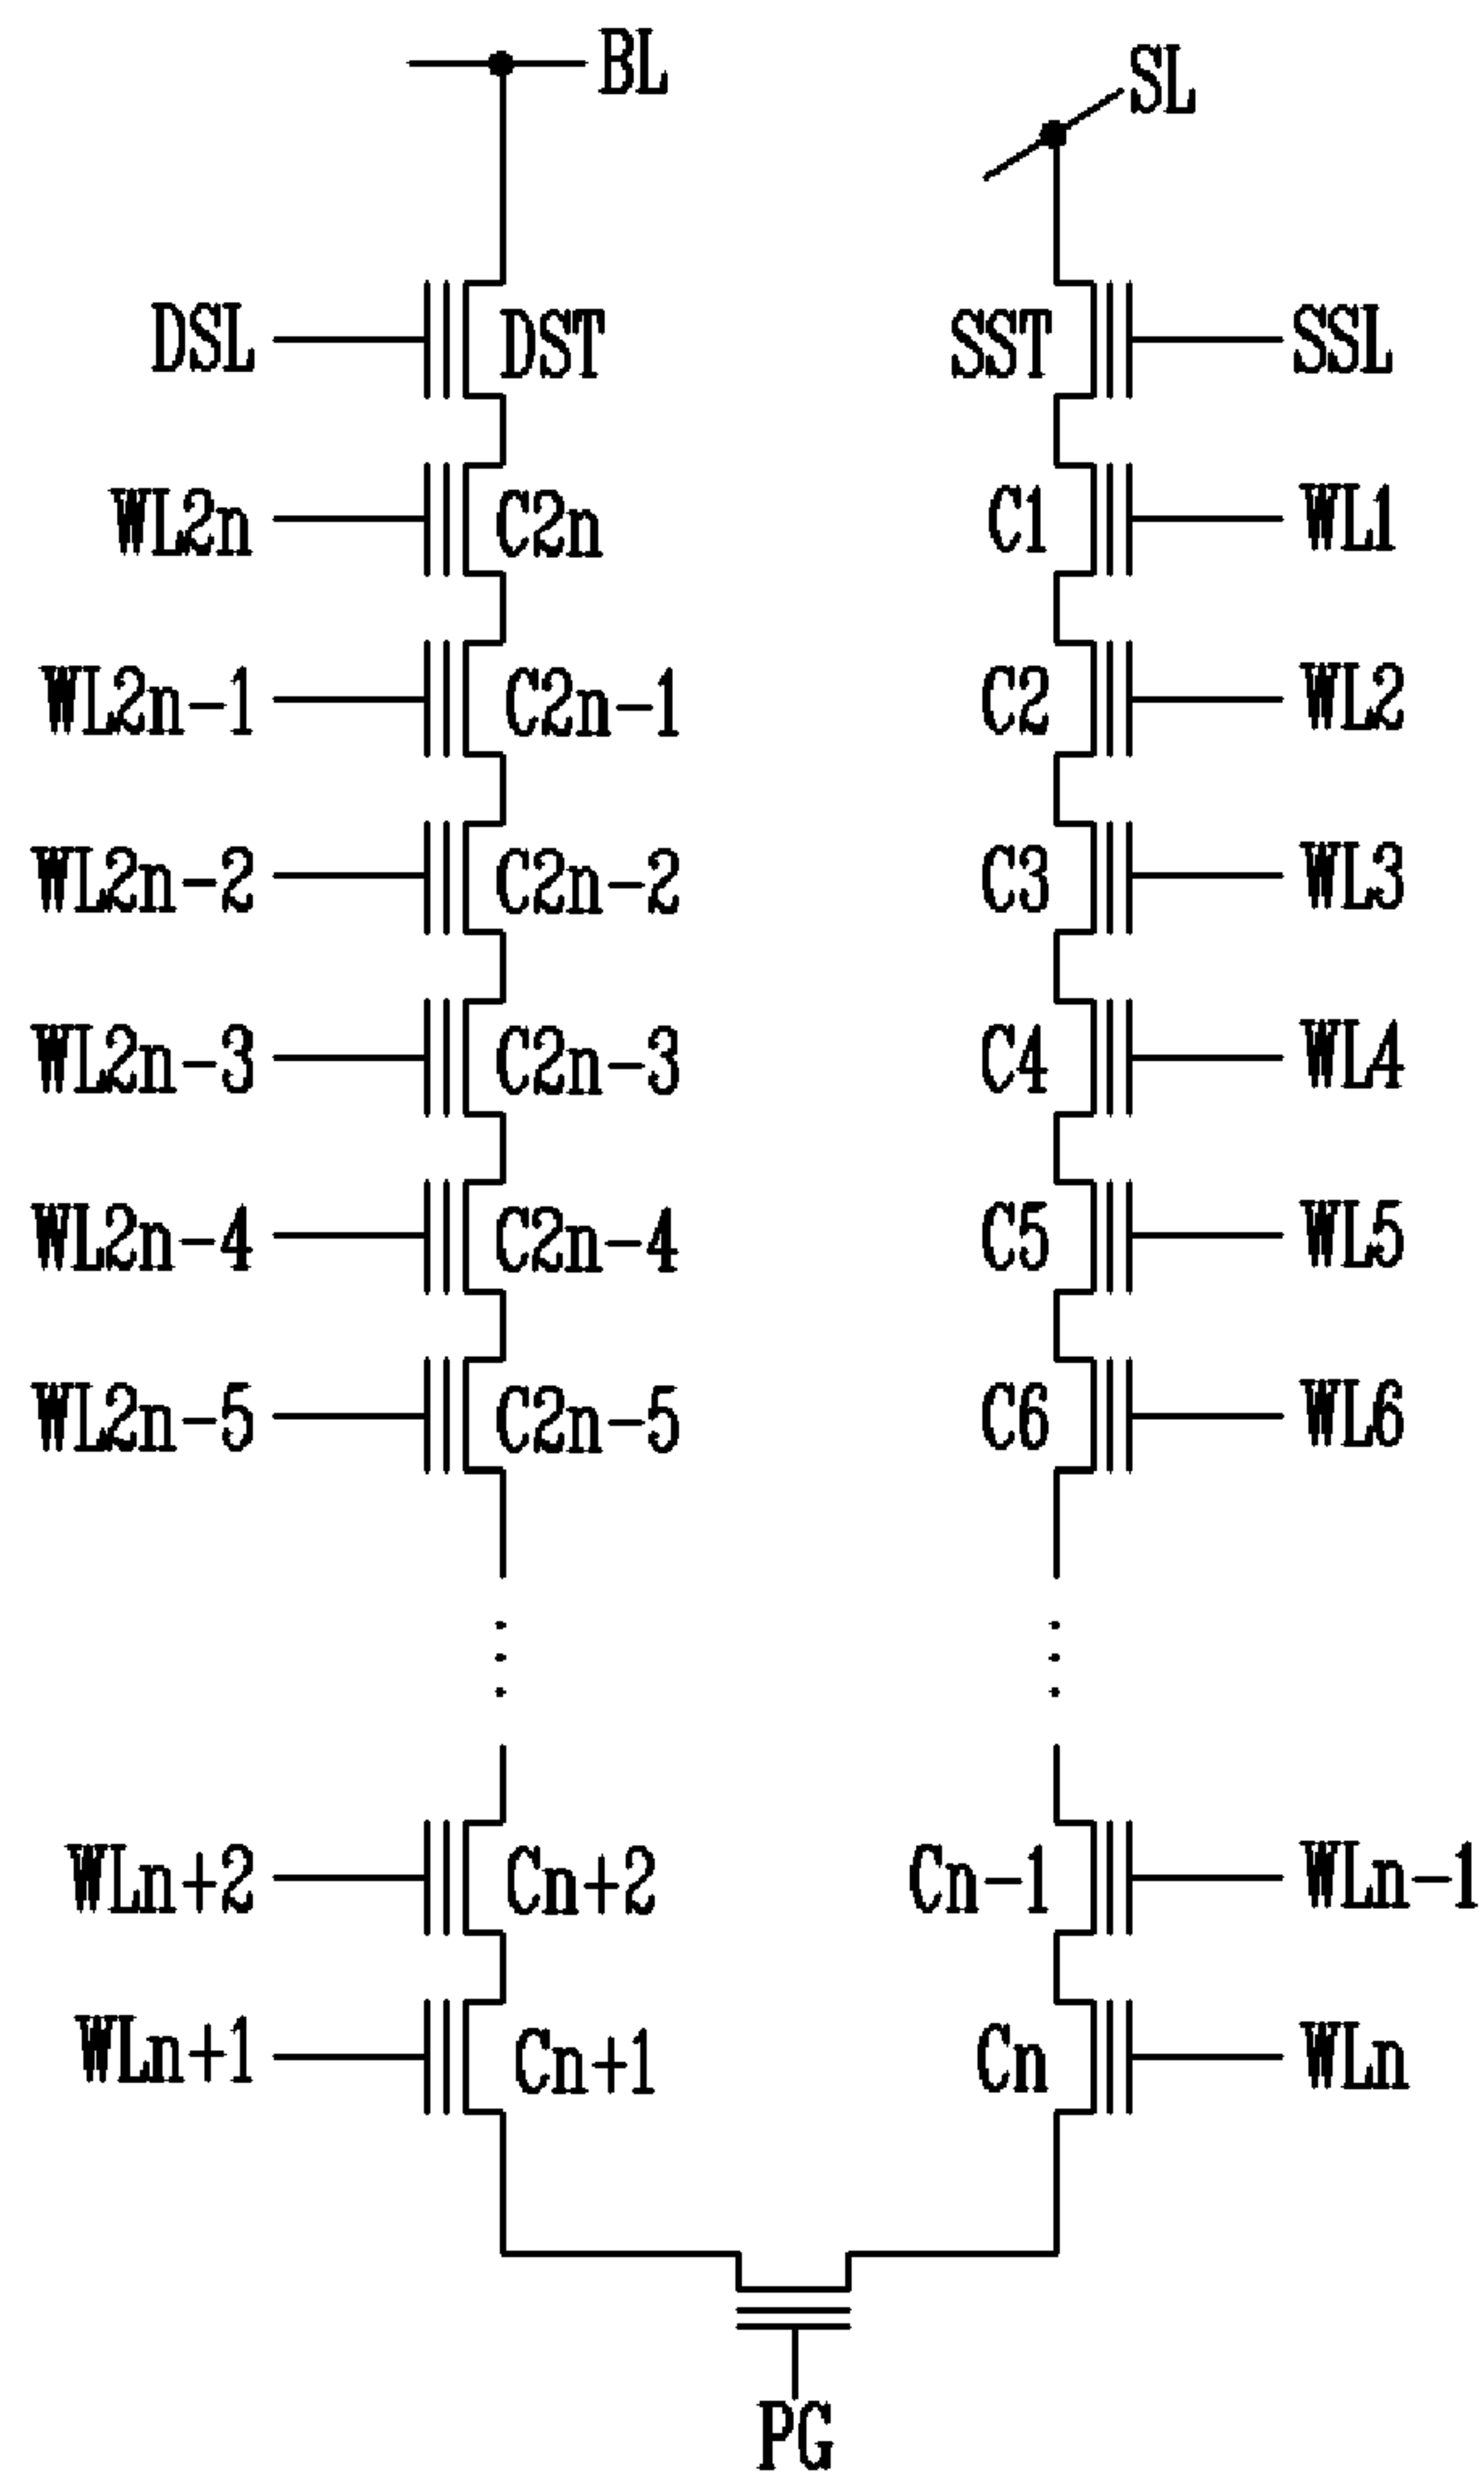 BL
SL
DSL DST SST SSL
WL2n C2n C1 WL1
WL2n-1 C2n-1 C2 WL2
WL2n-2 C2n-2 C3 WL3
WL2n-3 C2n-3 C4 WL4
WL2n-4 C2n-4 C5 WL5
WL2n-5 C2n-5 C6 WL6
WLn+2 Cn+2 Cn-1 WLn-1
WLn+1 Cn+1 Cn WLn
PG